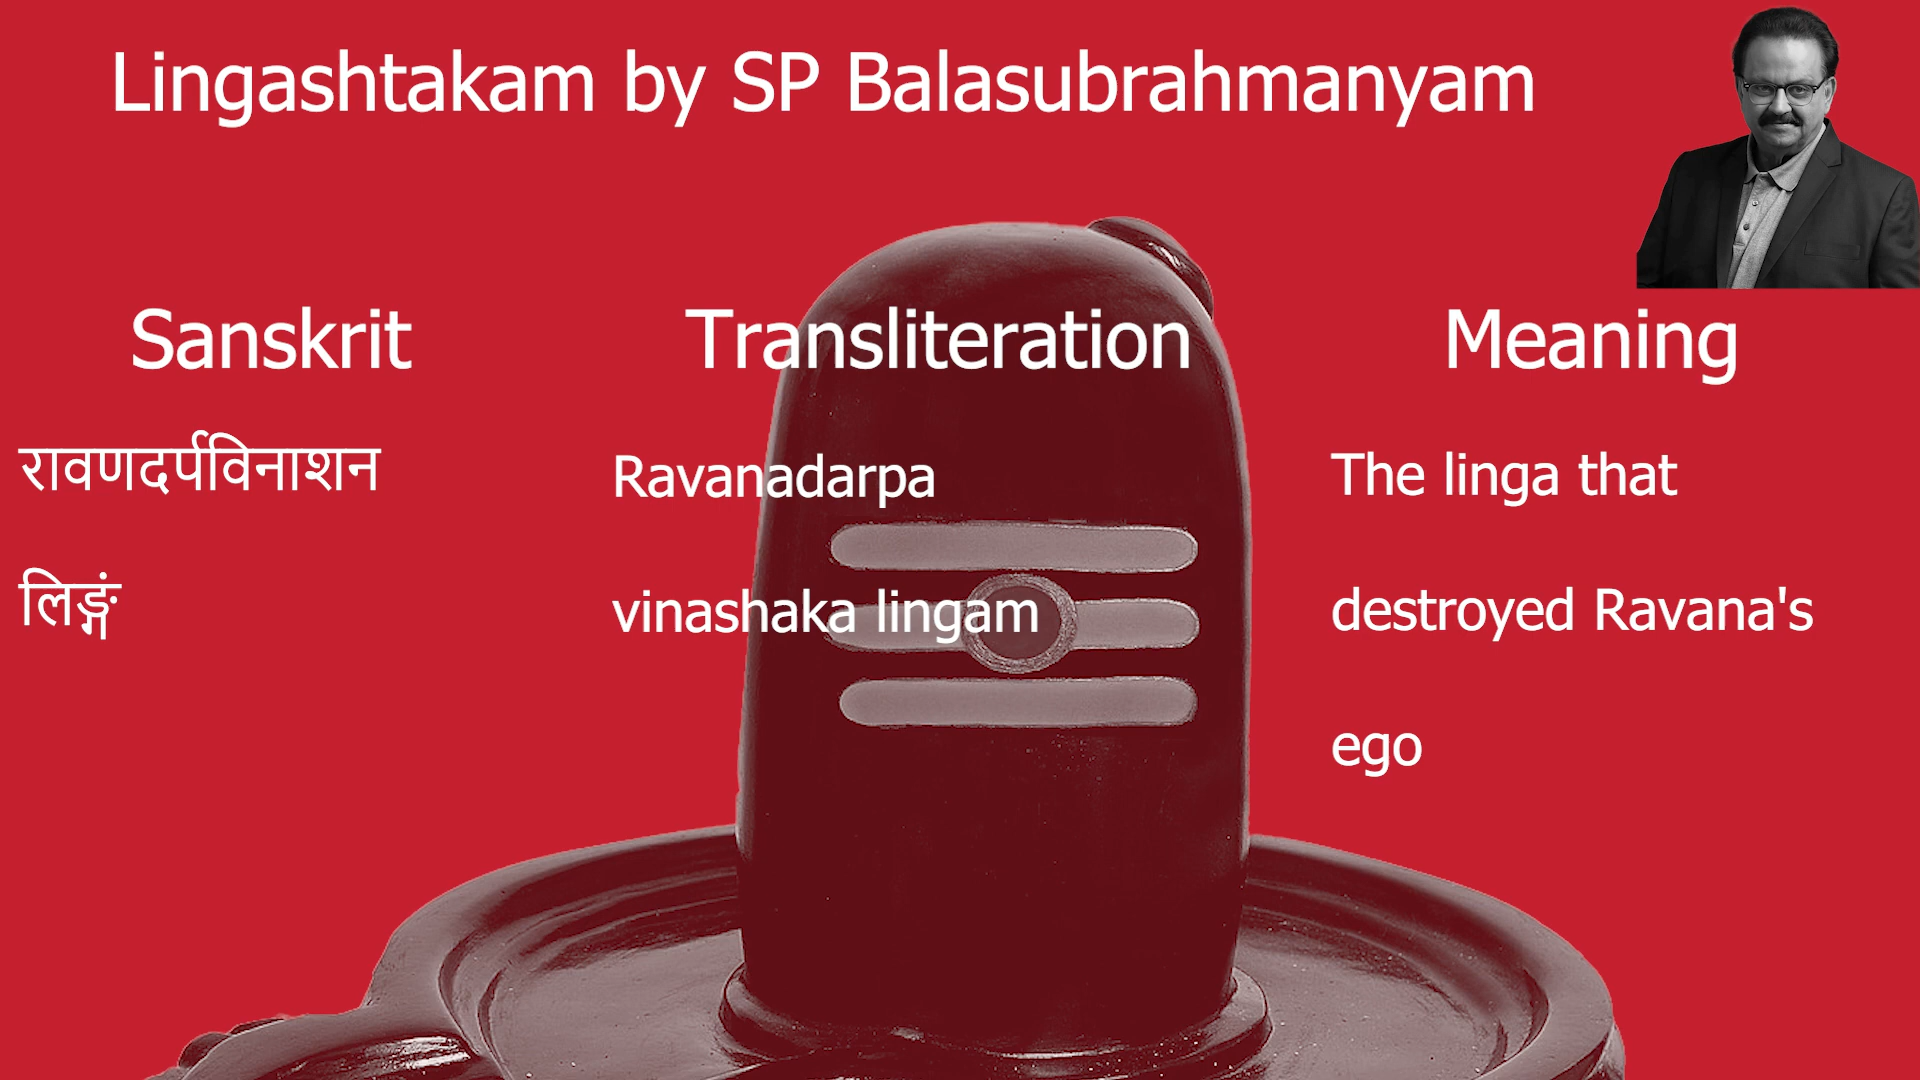 Lingashtakam by SP Balasubrahmanyam
Sanskrit
रावणदर्पविनाशन
लिङ्गं
Transliteration
Ravanadarpa
vinashaka lingam
Meaning
The linga that
destroyed Ravana's
ego